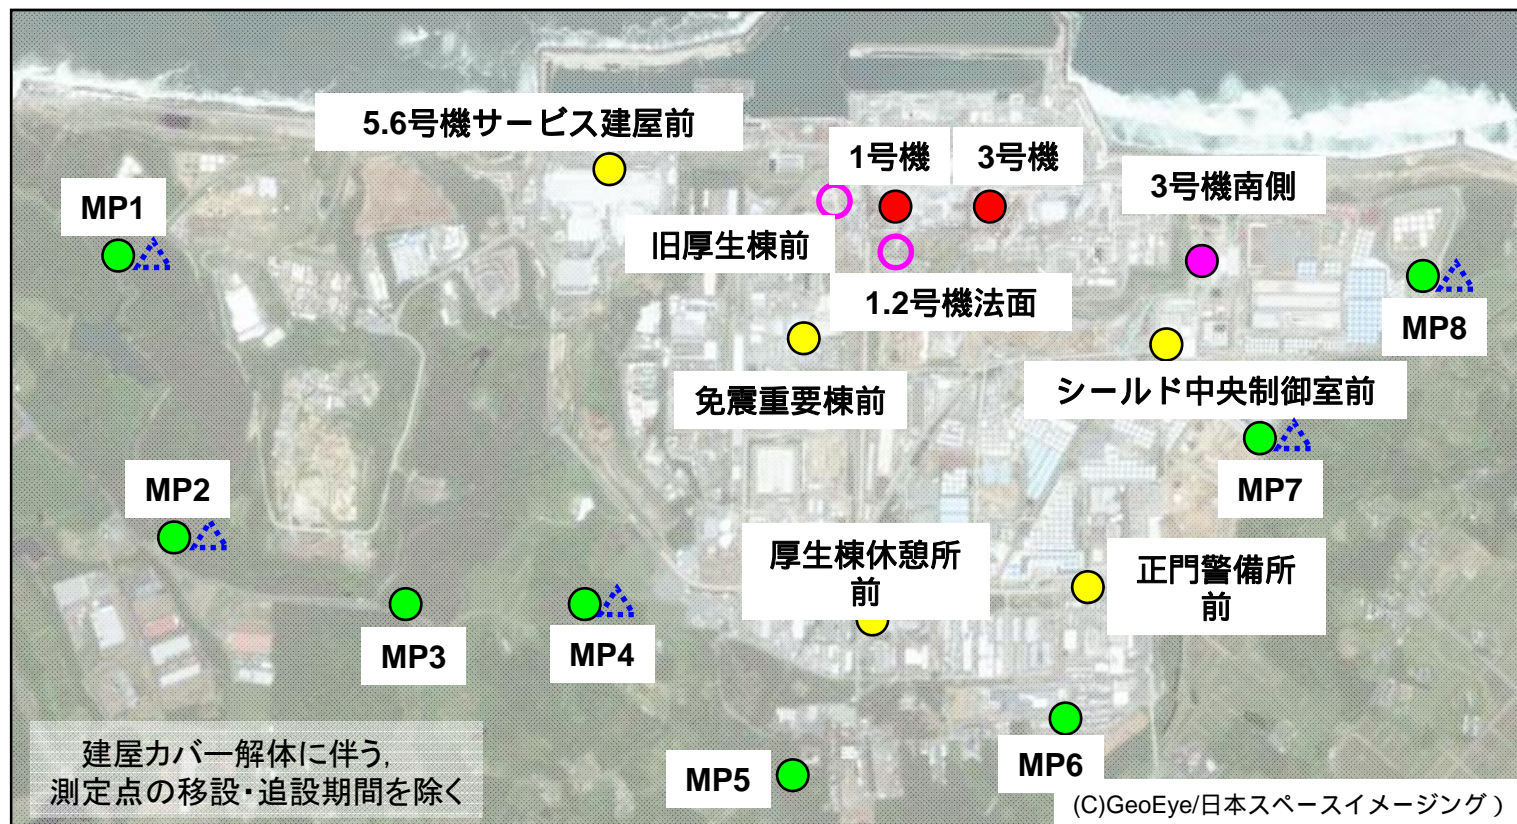 5.6号機サービス建屋前
1号機
3号機
3号機南側
MP1
旧厚生棟前
1.2号機法面
MP8
免震重要棟前
シールド中央制御室前
MP2
MP7
厚生棟休憩所
前
正門警備所
前
MP3
MP4
建屋カバー解体に伴う,
測定点の移設・追設期間を除く
MP5
MP6
(C)GeoEye/日本スペースイメージング）